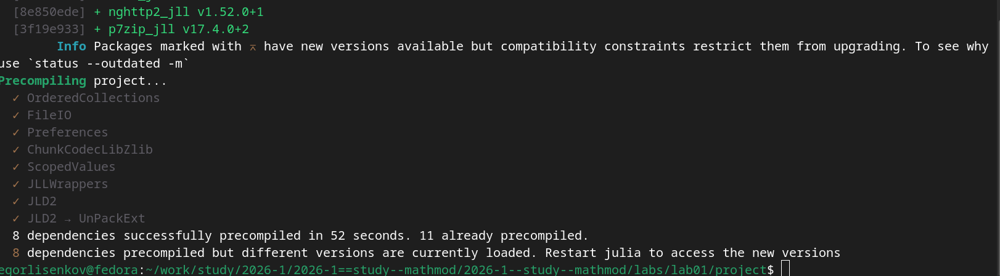 [8e850ede] + nghttp2_jll v1.52.0+1
[3f19e933] + p7zip_jll v17.4.0+2
Info Packages marked with ⌅ have new versions available but compatibility constraints restrict them from upgrading. To see why
use `status --outdated -m`
Precompiling project...
✓ OrderedCollections
✓ FileIO
✓ Preferences
✓ ChunkCodecLibZlib
✓ ScopedValues
✓ JLLWrappers
✓ JLD2
✓ JLD2 → UnPackExt
8 dependencies successfully precompiled in 52 seconds. 11 already precompiled.
8 dependencies precompiled but different versions are currently loaded. Restart julia to access the new versions
egorlisenkov@fedora:~/work/study/2026-1/2026-1==study--mathmod/2026-1--study--mathmod/labs/lab01/project$